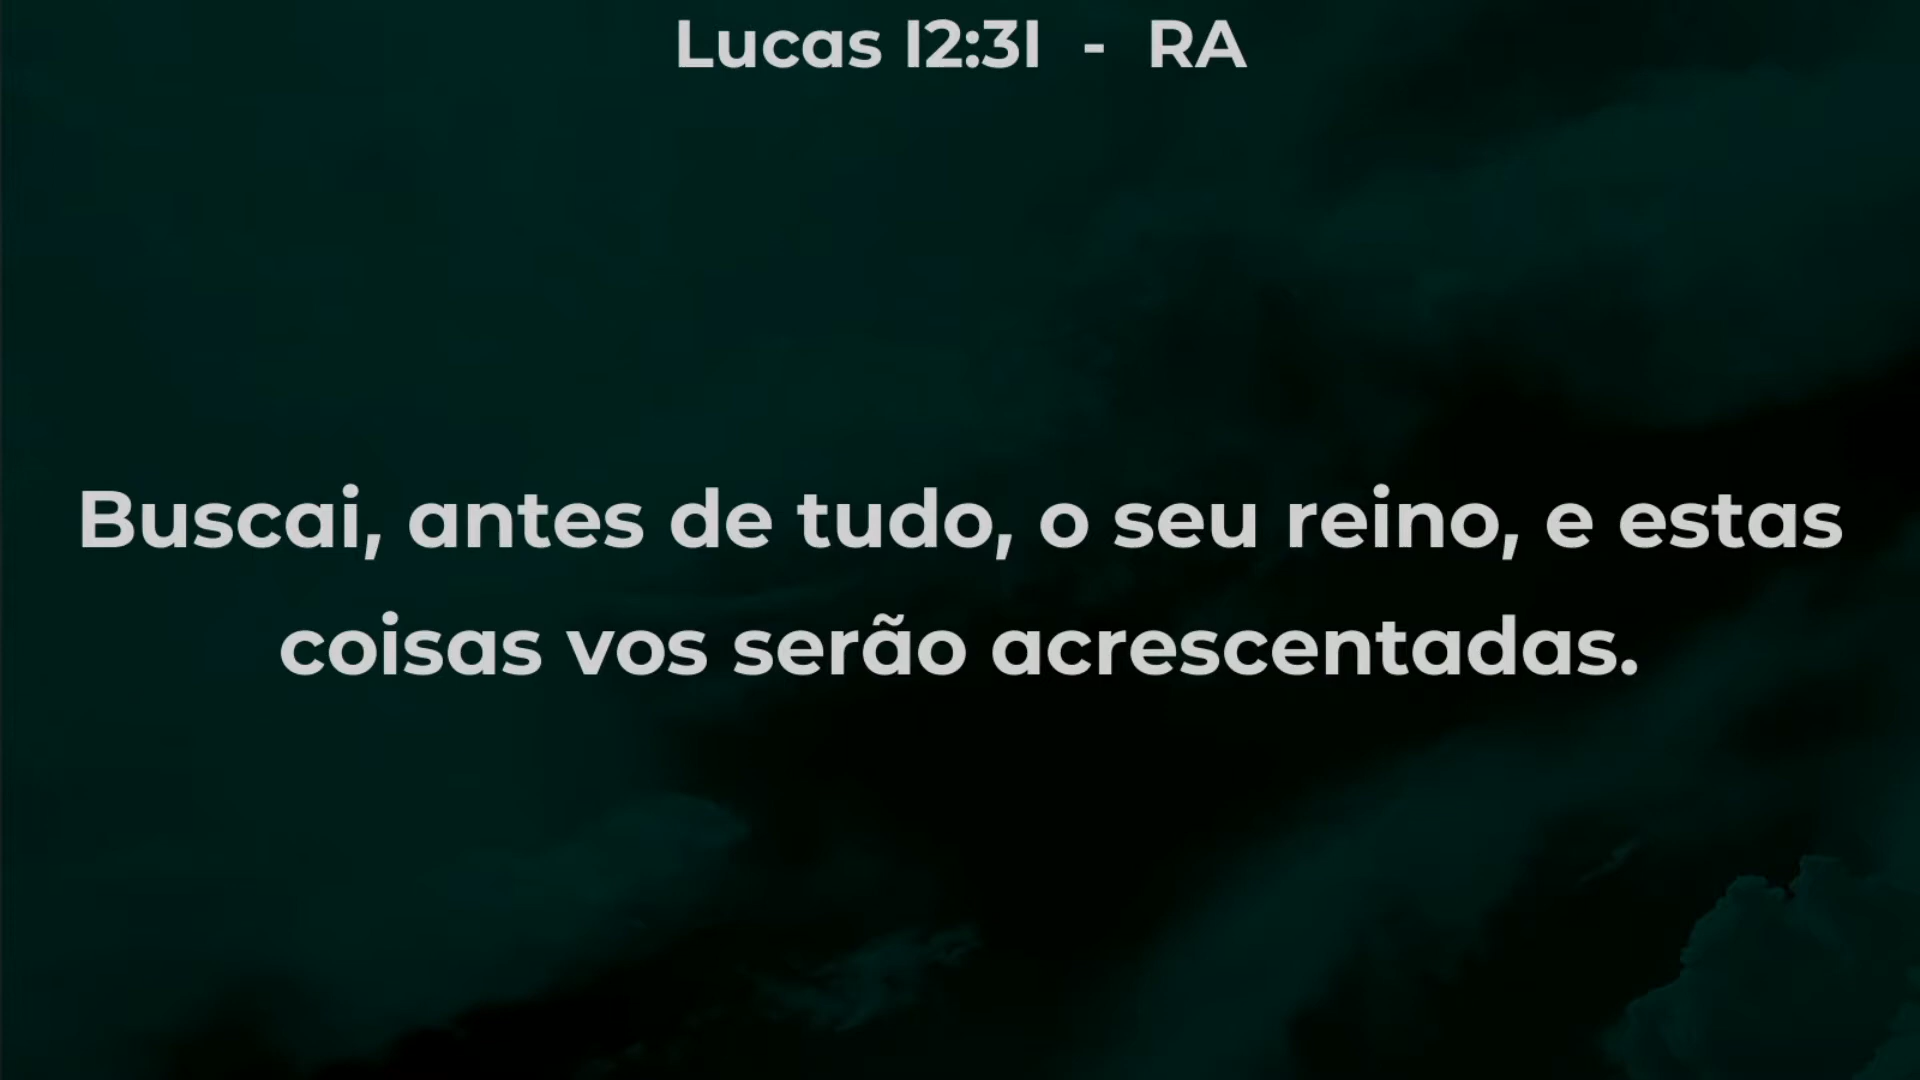 Lucas 12:31 - RA
Buscai, antes de tudo, o seu reino, e estas
coisas vos serão acrescentadas.